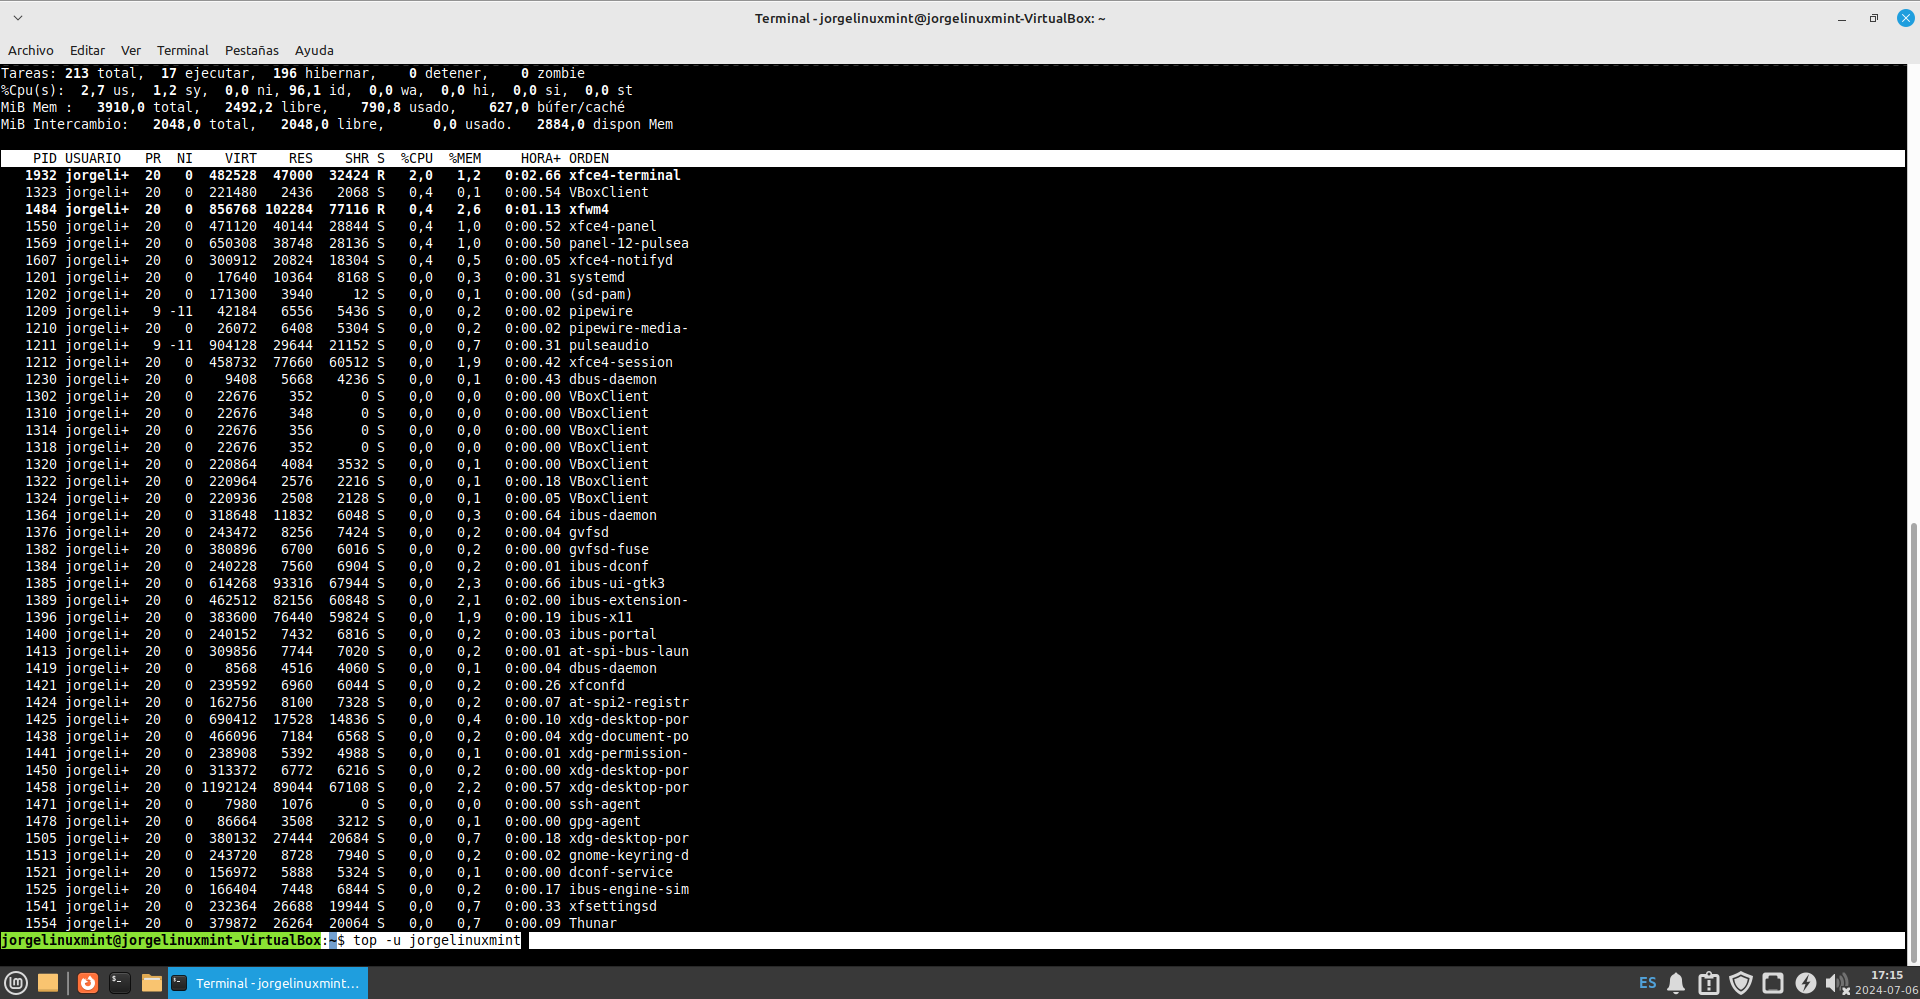 Terminal - jorgelinuxmint@jorgelinuxmint-VirtualBox: ~
Archivo Editar Ver Terminal Pestañas Ayuda
Tareas: 213 total, 17 ejecutar, 196 hibernar, 0 detener, 0 zombie
%Cpu(s): 2,7 us, 1,2 sy, 0,0 ni, 96,1 id, 0,0 wa, 0,0 hi, 0,0 si, 0,0 st
MiB Mem : 3910,0 total, 2492,2 libre, 790,8 usado, 627,0 búfer/caché
MiB Intercambio: 2048,0 total, 2048,0 libre, 0,0 usado. 2884,0 dispon Mem
PID USUARIO PR NI VIRT RES SHR S %CPU %MEM HORA+ ORDEN
1932 jorgeli+ 20 0 482528 47000 32424 R 2,0 1,2 0:02.66 xfce4-terminal
1323 jorgeli+ 20 0 221480 2436 2068 S 0,4 0,1 0:00.54 VBoxClient
1484 jorgeli+ 20 0 856768 102284 77116 R 0,4 2,6 0:01.13 xfwm4
1550 jorgeli+ 20 0 471120 40144 28844 S 0,4 1,0 0:00.52 xfce4-panel
1569 jorgeli+ 20 0 650308 38748 28136 S 0,4 1,0 0:00.50 panel-12-pulsea
1607 jorgeli+ 20 0 300912 20824 18304 S 0,4 0,5 0:00.05 xfce4-notifyd
1201 jorgeli+ 20 0 17640 10364 8168 S 0,0 0,3 0:00.31 systemd
1202 jorgeli+ 20 0 171300 3940 12 S 0,0 0,1 0:00.00 (sd-pam)
1209 jorgeli+ 9 -11 42184 6556 5436 S 0,0 0,2 0:00.02 pipewire
1210 jorgeli+ 20 0 26072 6408 5304 S 0,0 0,2 0:00.02 pipewire-media-
1211 jorgeli+ 9 -11 904128 29644 21152 S 0,0 0,7 0:00.31 pulseaudio
1212 jorgeli+ 20 0 458732 77660 60512 S 0,0 1,9 0:00.42 xfce4-session
1230 jorgeli+ 20 0 9408 5668 4236 S 0,0 0,1 0:00.43 dbus-daemon
1302 jorgeli+ 20 0 22676 352 0 S 0,0 0,0 0:00.00 VBoxClient
1310 jorgeli+ 20 0 22676 348 0 S 0,0 0,0 0:00.00 VBoxClient
1314 jorgeli+ 20 0 22676 356 0 S 0,0 0,0 0:00.00 VBoxClient
1318 jorgeli+ 20 0 22676 352 0 S 0,0 0,0 0:00.00 VBoxClient
1320 jorgeli+ 20 0 220864 4084 3532 S 0,0 0,1 0:00.00 VBoxClient
1322 jorgeli+ 20 0 220964 2576 2216 S 0,0 0,1 0:00.18 VBoxClient
1324 jorgeli+ 20 0 220936 2508 2128 S 0,0 0,1 0:00.05 VBoxClient
1364 jorgeli+ 20 0 318648 11832 6048 S 0,0 0,3 0:00.64 ibus-daemon
1376 jorgeli+ 20 0 243472 8256 7424 S 0,0 0,2 0:00.04 gvfsd
1382 jorgeli+ 20 0 380896 6700 6016 S 0,0 0,2 0:00.00 gvfsd-fuse
1384 jorgeli+ 20 0 240228 7560 6904 S 0,0 0,2 0:00.01 ibus-dconf
1385 jorgeli+ 20 0 614268 93316 67944 S 0,0 2,3 0:00.66 ibus-ui-gtk3
1389 jorgeli+ 20 0 462512 82156 60848 S 0,0 2,1 0:02.00 ibus-extension-
1396 jorgeli+ 20 0 383600 76440 59824 S 0,0 1,9 0:00.19 ibus-x11
1400 jorgeli+ 20 0 240152 7432 6816 S 0,0 0,2 0:00.03 ibus-portal
1413 jorgeli+ 20 0 309856 7744 7020 S 0,0 0,2 0:00.01 at-spi-bus-laun
1419 jorgeli+ 20 0 8568 4516 4060 S 0,0 0,1 0:00.04 dbus-daemon
1421 jorgeli+ 20 0 239592 6960 6044 S 0,0 0,2 0:00.26 xfconfd
1424 jorgeli+ 20 0 162756 8100 7328 S 0,0 0,2 0:00.07 at-spi2-registr
1425 jorgeli+ 20 0 690412 17528 14836 S 0,0 0,4 0:00.10 xdg-desktop-por
1438 jorgeli+ 20 0 466096 7184 6568 S 0,0 0,2 0:00.04 xdg-document-po
1441 jorgeli+ 20 0 238908 5392 4988 S 0,0 0,1 0:00.01 xdg-permission-
1450 jorgeli+ 20 0 313372 6772 6216 S 0,0 0,2 0:00.00 xdg-desktop-por
1458 jorgeli+ 20 0 1192124 89044 67108 S 0,0 2,2 0:00.57 xdg-desktop-por
1471 jorgeli+ 20 0 7980 1076 0 S 0,0 0,0 0:00.00 ssh-agent
1478 jorgeli+ 20 0 86664 3508 3212 S 0,0 0,1 0:00.00 gpg-agent
1505 jorgeli+ 20 0 380132 27444 20684 S 0,0 0,7 0:00.18 xdg-desktop-por
1513 jorgeli+ 20 0 243720 8728 7940 S 0,0 0,2 0:00.02 gnome-keyring-d
1521 jorgeli+ 20 0 156972 5888 5324 S 0,0 0,1 0:00.00 dconf-service
1525 jorgeli+ 20 0 166404 7448 6844 S 0,0 0,2 0:00.17 ibus-engine-sim
1541 jorgeli+ 20 0 232364 26688 19944 S 0,0 0,7 0:00.33 xfsettingsd
1554 jorgeli+ 20 0 379872 26264 20064 S 0,0 0,7 0:00.09 Thunar
jorgelinuxmint@jorgelinuxmint-VirtualBox:~$ top -u jorgelinuxmint
Terminal - jorgelinuxmint...
ES
17:15
2024-07-06